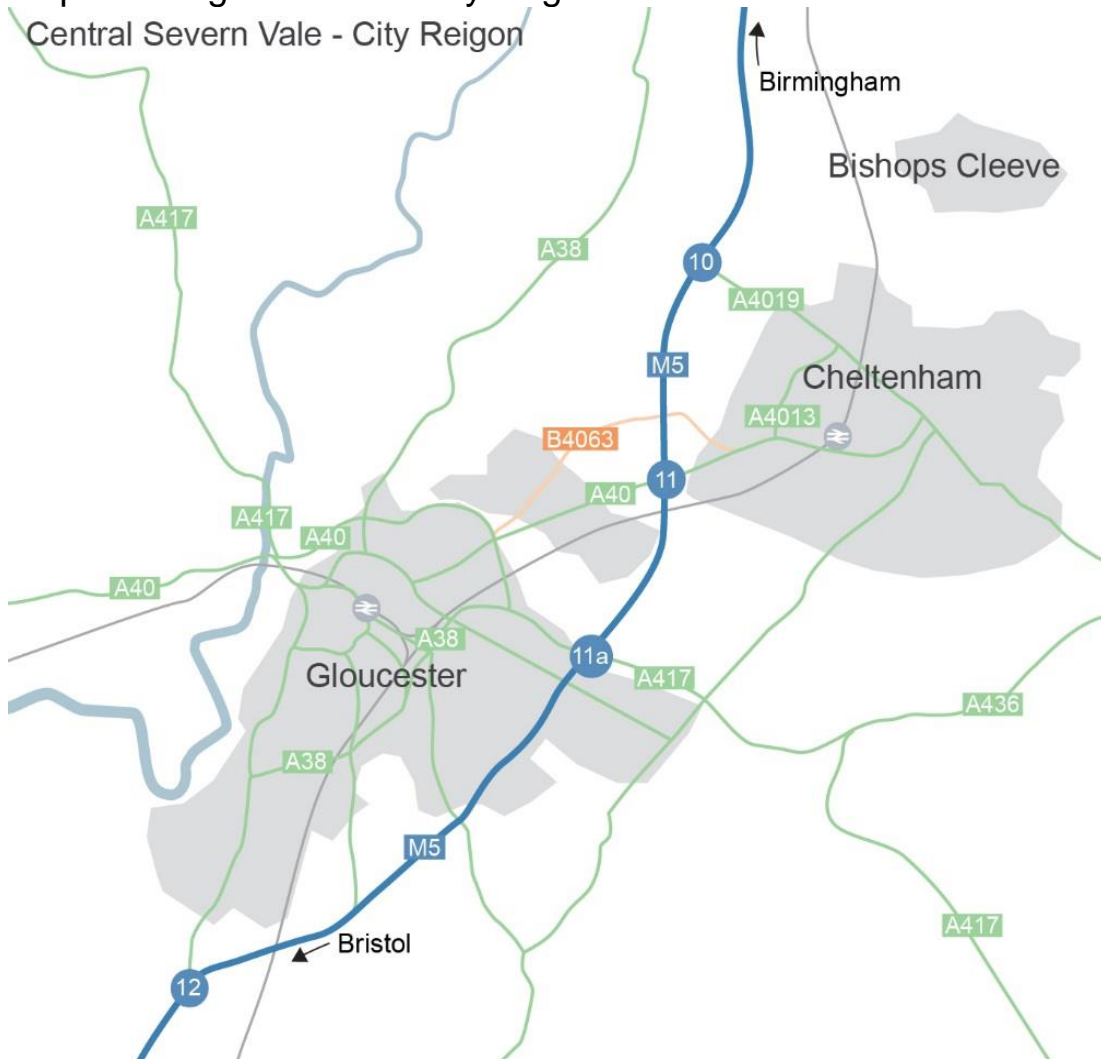 Central Severn Vale - City Reigon
Birmingham
Bishops Cleeve
A417
A38
10
A4019
M5
Cheltenham
A4013
B4063
11
A40
A417
A40
A40
A38
11a
Gloucester
A417
A436
A38
M5
A417
Bristol
12